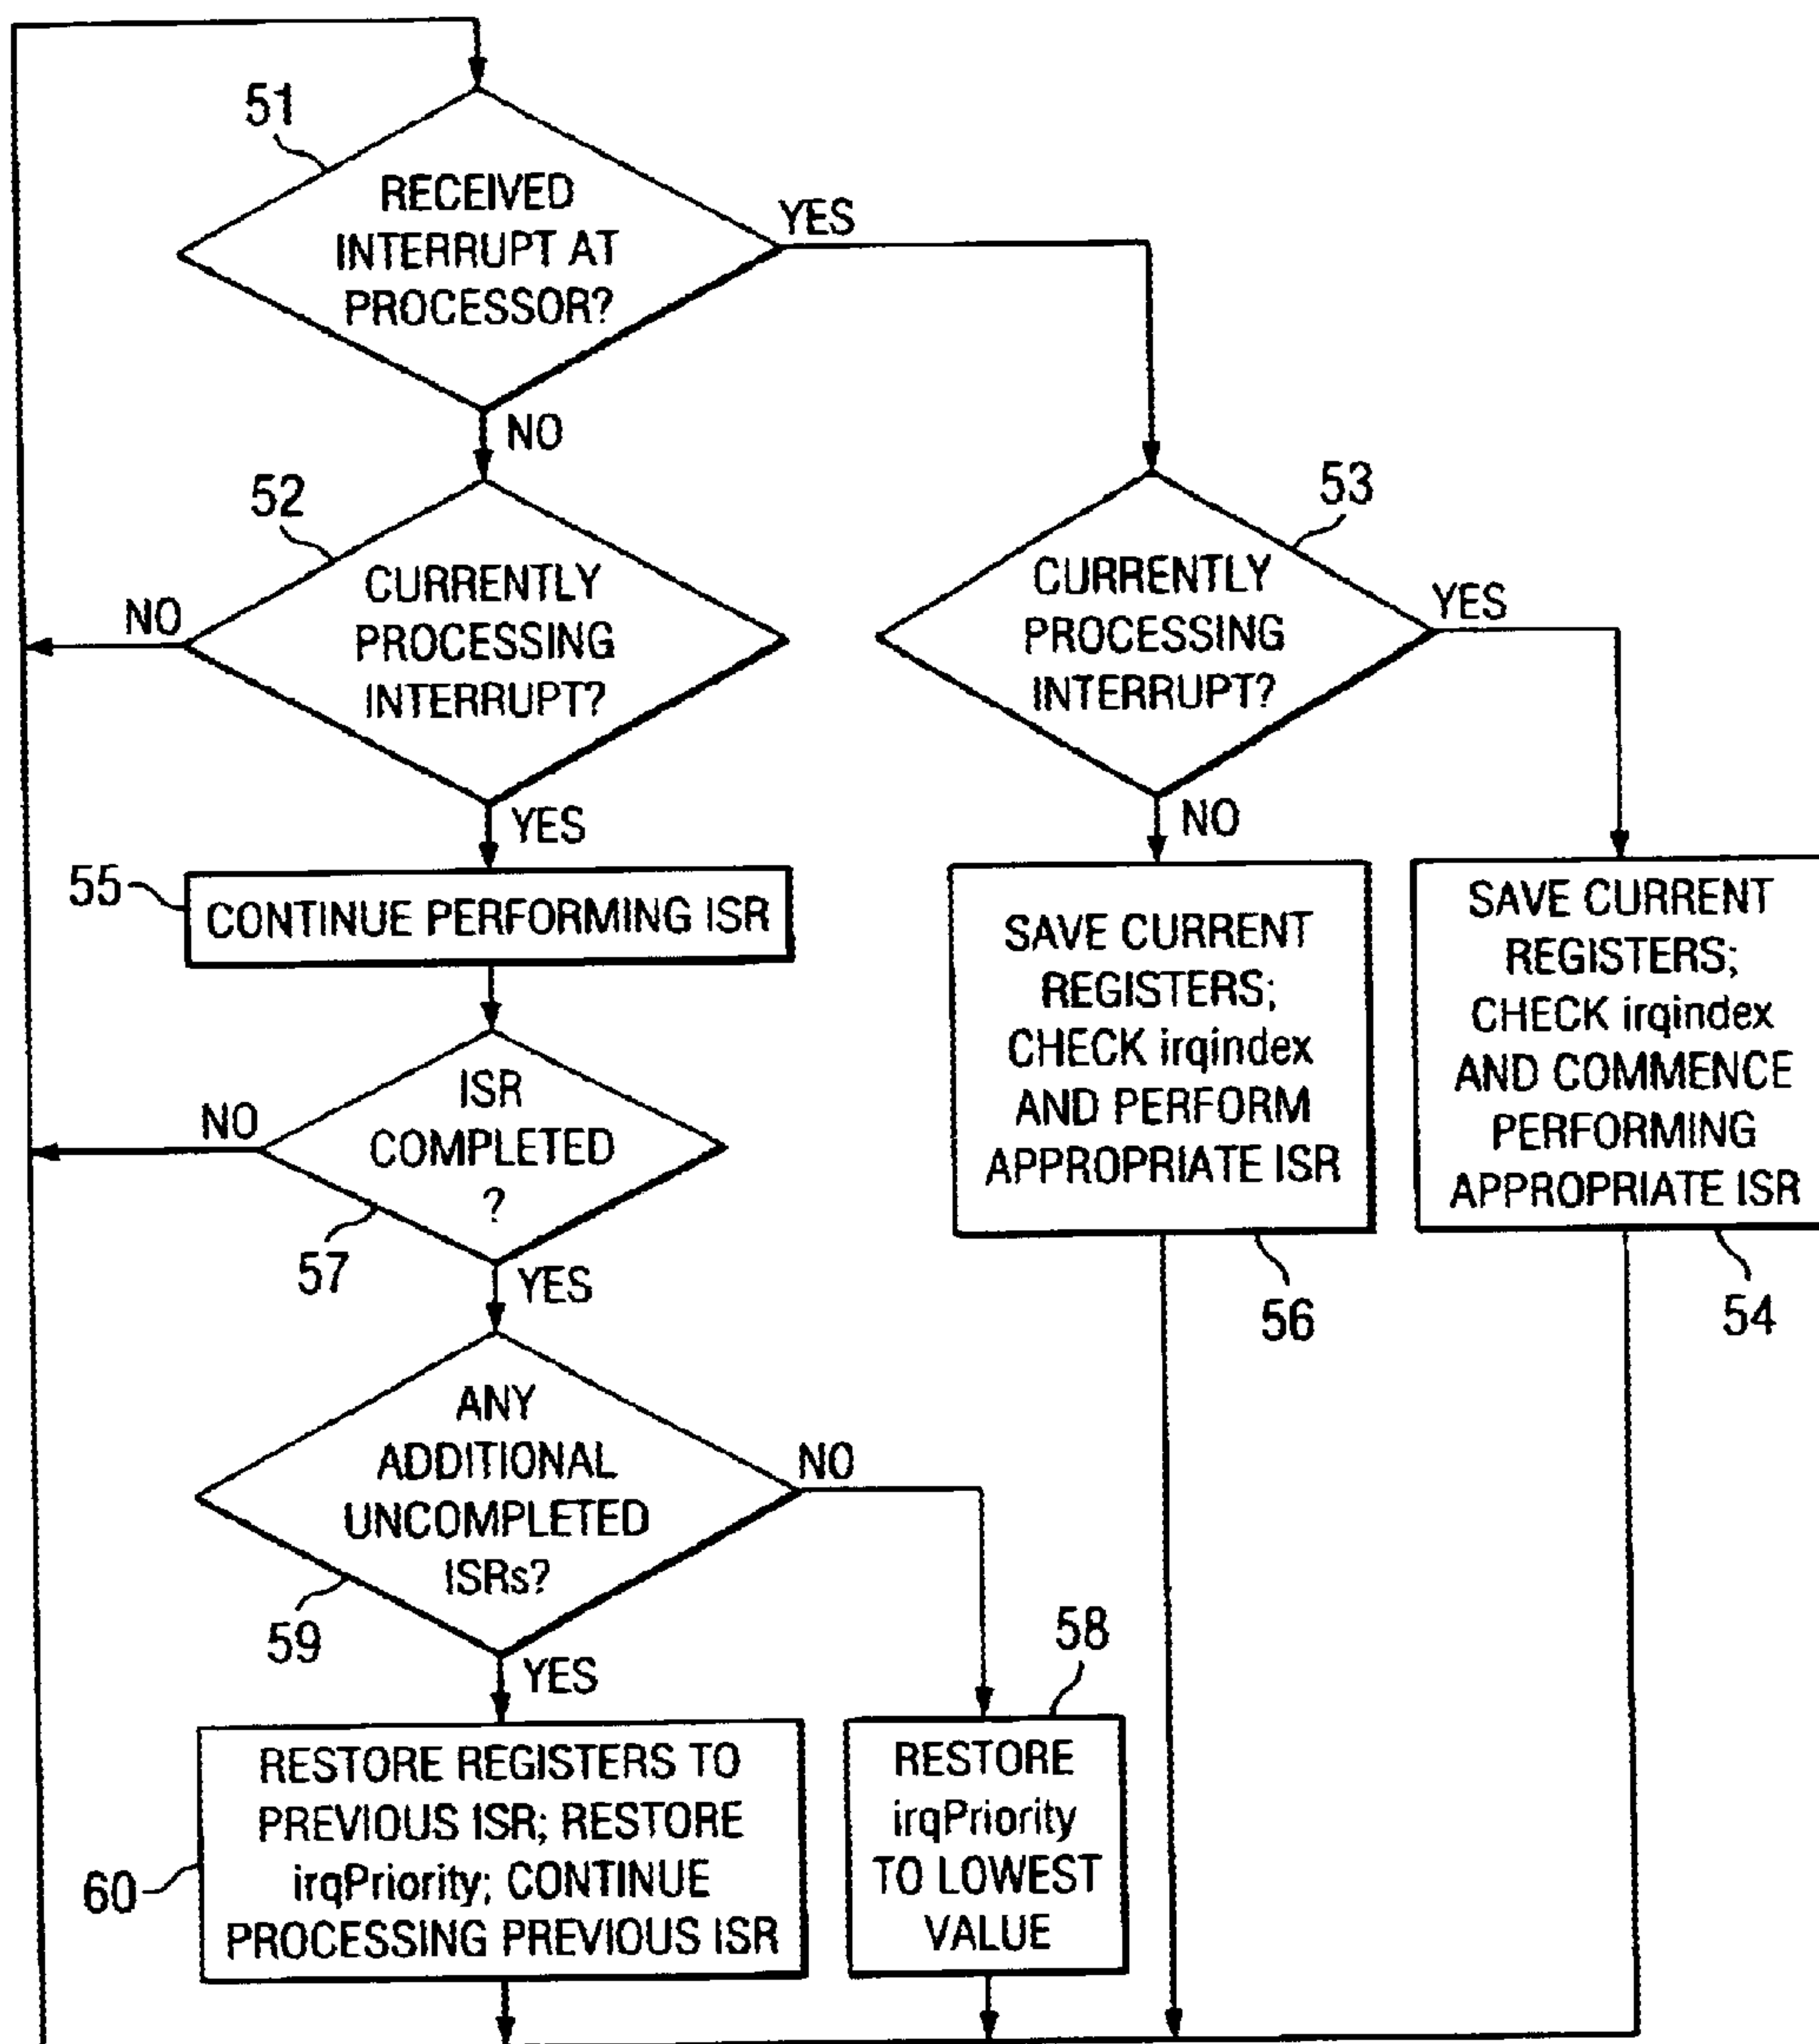 51
RECEIVED
INTERRUPT AT
PROCESSOR?
YES
NO
52
CURRENTLY
PROCESSING
INTERRUPT?
NO
YES
53
CURRENTLY
PROCESSING
INTERRUPT?
YES
NO
55
CONTINUE PERFORMING ISR
SAVE CURRENT
REGISTERS;
CHECK irqindex
AND PERFORM
APPROPRIATE ISR
56
SAVE CURRENT
REGISTERS;
CHECK irqindex
AND COMMENCE
PERFORMING
APPROPRIATE ISR
54
ISR
COMPLETED
?
NO
57
YES
ANY
ADDITIONAL
UNCOMPLETED
ISRs?
NO
59
YES
58
RESTORE REGISTERS TO
PREVIOUS ISR; RESTORE
irqPriority; CONTINUE
PROCESSING PREVIOUS ISR
60
RESTORE
irqPriority
TO LOWEST
VALUE